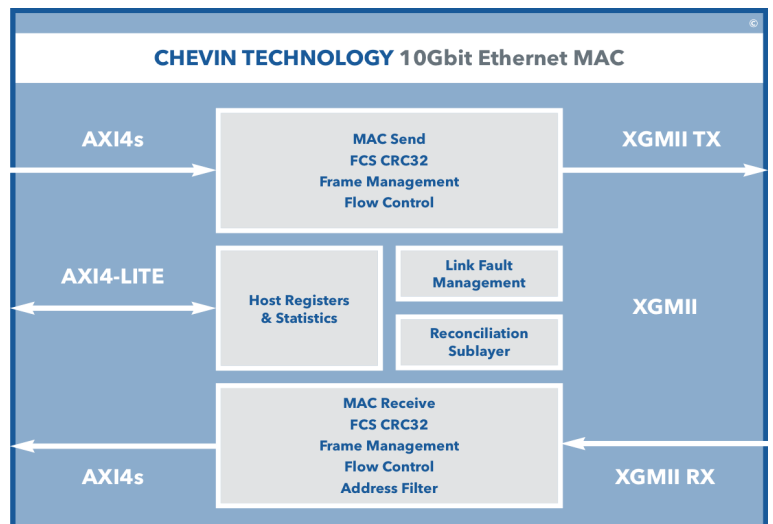 ©
CHEVIN TECHNOLOGY 10Gbit Ethernet MAC
AXI4s
MAC Send
FCS CRC32
Frame Management
Flow Control
XGMII TX
AXI4-LITE
Host Registers
& Statistics
Link Fault
Management
Reconciliation
Sublayer
XGMII
MAC Receive
FCS CRC32
Frame Management
Flow Control
Address Filter
AXI4s
XGMII RX